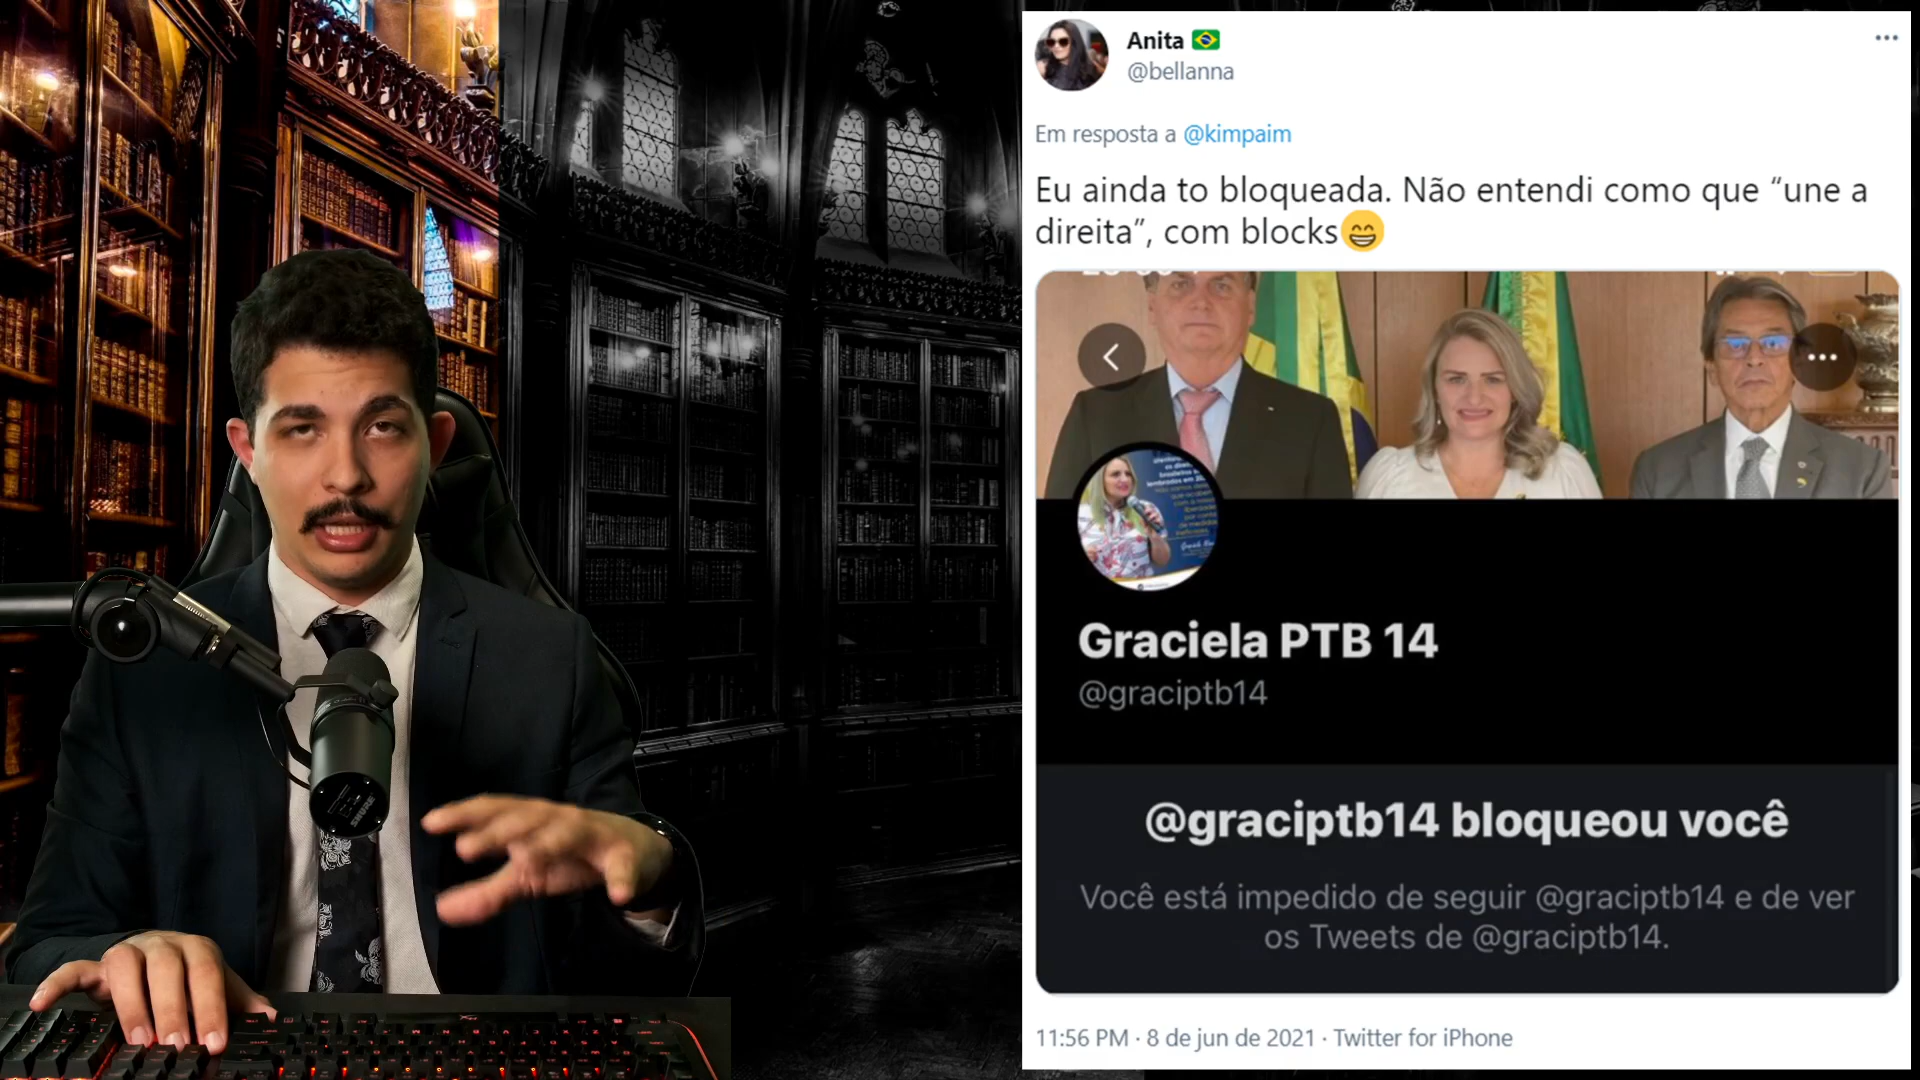 Anita
@bellanna
Em resposta a @kimpaim
Eu ainda to bloqueada. Não entendi como que “une a
direita”, com blocks😁
Graciela PTB 14
@graciptb14
@graciptb14 bloqueou você
Você está impedido de seguir @graciptb14 e de ver
os Tweets de @graciptb14.
11:56 PM · 8 de jun de 2021 · Twitter for iPhone
SHURE